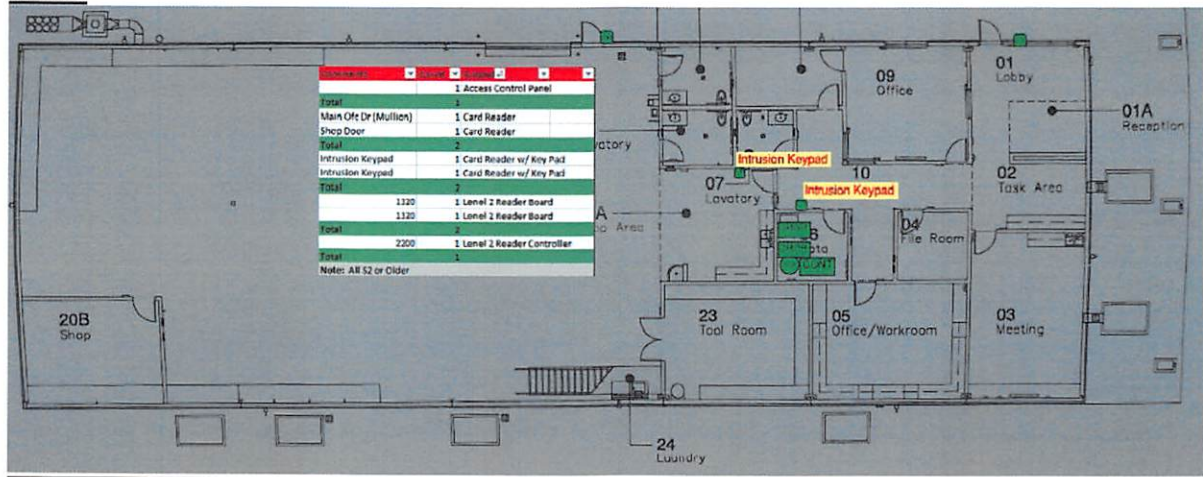 1 Access Control Panel
Total 1
Main Ofc Dr (Mullion) 1 Card Reader
Shop Door 1 Card Reader
Total 2
Intrusion Keypad 1 Card Reader w/ Key Pad
Intrusion Keypad 1 Card Reader w/ Key Pad
Total 2
1320 1 Lenel 2 Reader Board
1320 1 Lenel 2 Reader Board
Total 2
2200 1 Lenel 2 Reader Controller
Total 1
Note: All S2 or Older
09
Office
01
Lobby
01A
Reception
Intrusion Keypad
07
Lavatory
10
Intrusion Keypad
02
Task Area
04
File Room
CONT
20B
Shop
23
Tool Room
05
Office/Workroom
03
Meeting
24
Laundry